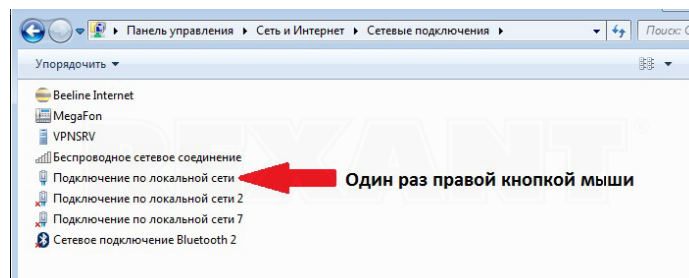 Панель управления ▸ Сеть и Интернет ▸ Сетевые подключения ▸ Поиск: С
Упорядочить
Beeline Internet
MegaFon
VPNSRV
Беспроводное сетевое соединение
Подключение по локальной сети Один раз правой кнопкой мыши
Подключение по локальной сети 2
Подключение по локальной сети 7
Сетевое подключение Bluetooth 2
REXANT